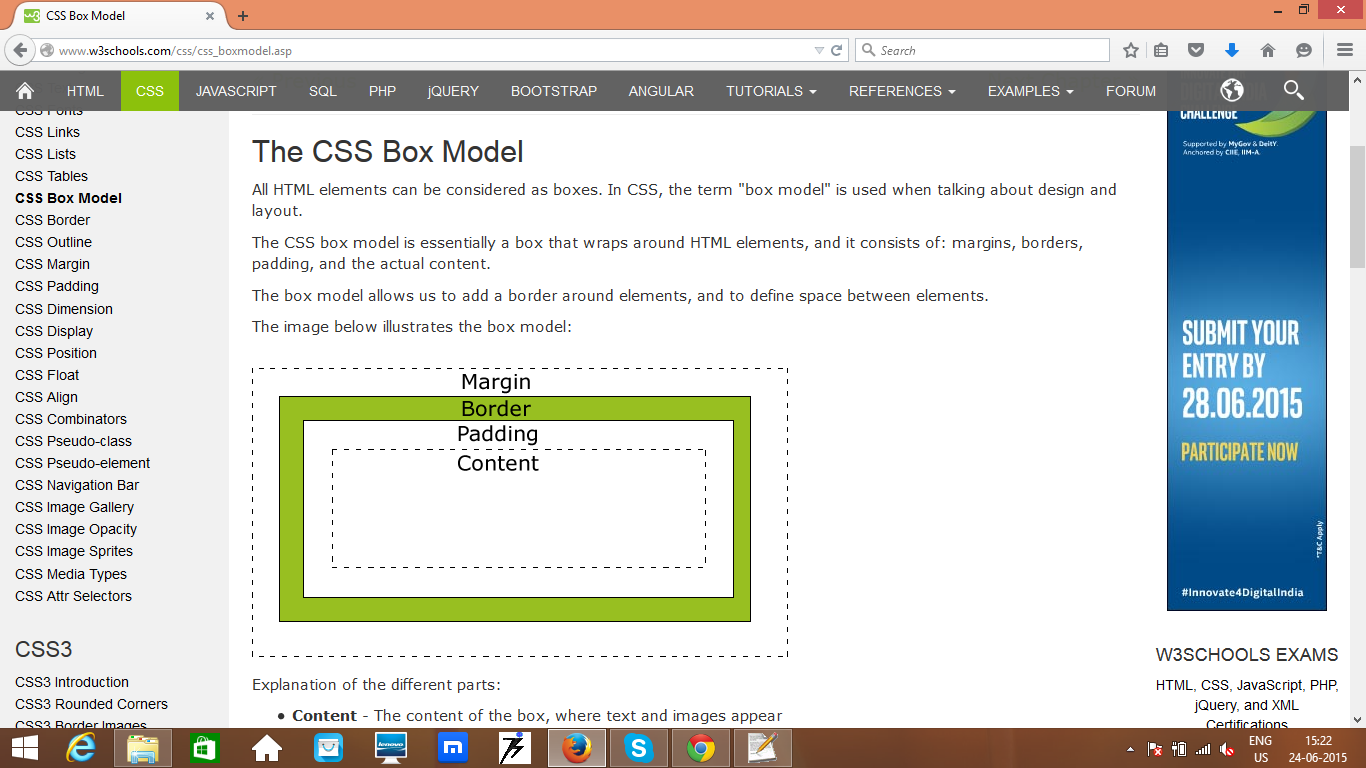 CSS Box Model
www.w3schools.com/css/css_boxmodel.asp
Search
HTML CSS JAVASCRIPT SQL PHP jQUERY BOOTSTRAP ANGULAR TUTORIALS REFERENCES EXAMPLES FORUM
CSS Fonts
CSS Links
CSS Lists
CSS Tables
CSS Box Model
CSS Border
CSS Outline
CSS Margin
CSS Padding
CSS Dimension
CSS Display
CSS Position
CSS Float
CSS Align
CSS Combinators
CSS Pseudo-class
CSS Pseudo-element
CSS Navigation Bar
CSS Image Gallery
CSS Image Opacity
CSS Image Sprites
CSS Media Types
CSS Attr Selectors
CSS3
CSS3 Introduction
CSS3 Rounded Corners
CSS3 Border Images
The CSS Box Model
All HTML elements can be considered as boxes. In CSS, the term "box model" is used when talking about design and
layout.
The CSS box model is essentially a box that wraps around HTML elements, and it consists of: margins, borders,
padding, and the actual content.
The box model allows us to add a border around elements, and to define space between elements.
The image below illustrates the box model:
Margin
Border
Padding
Content
Explanation of the different parts:
• Content - The content of the box, where text and images appear
CHALLENGE
Supported by MyGov & DeitY.
Anchored by CIIE, IIM-A.
SUBMIT YOUR
ENTRY BY
28.06.2015
PARTICIPATE NOW
*T&C Apply
#Innovate4DigitalIndia
W3SCHOOLS EXAMS
HTML, CSS, JavaScript, PHP,
jQuery, and XML
Certifications
lenovo
ENG
US
15:22
24-06-2015